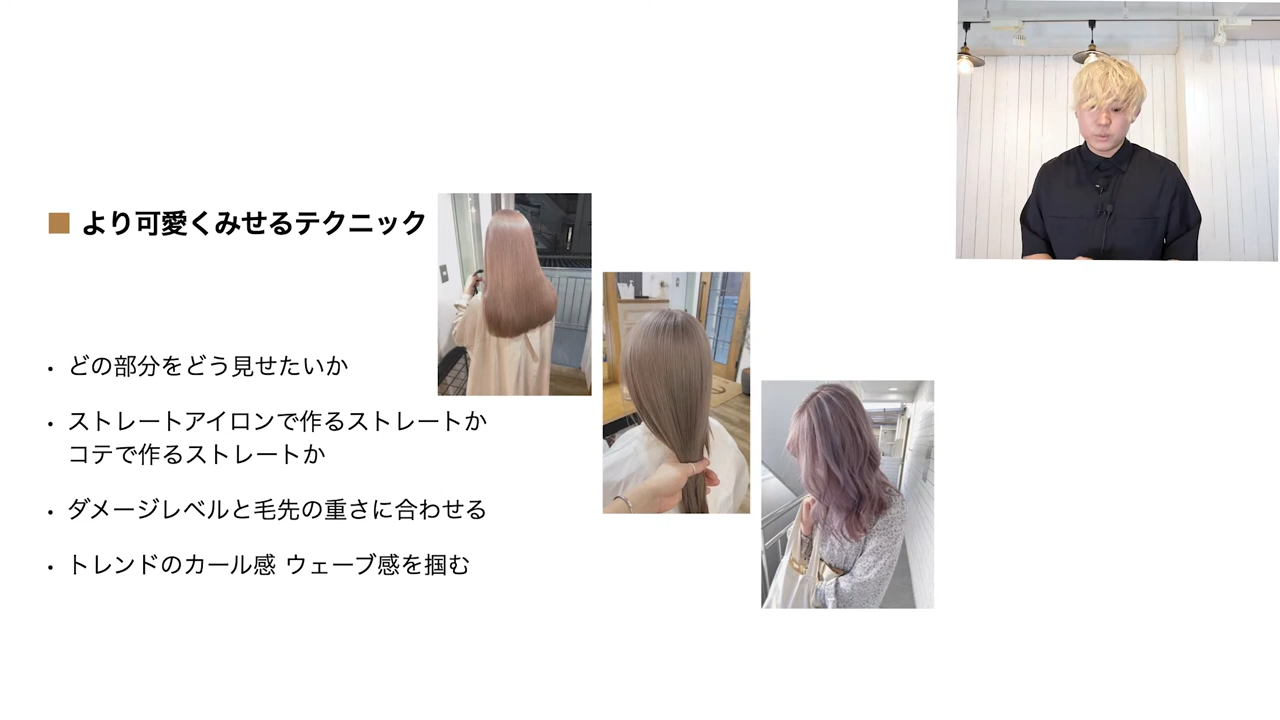 ■ より可愛くみせるテクニック
・ どの部分をどう見せたいか
・ ストレートアイロンで作るストレートか
コテで作るストレートか
・ ダメージレベルと毛先の重さに合わせる
・ トレンドのカール感 ウェーブ感を掴む